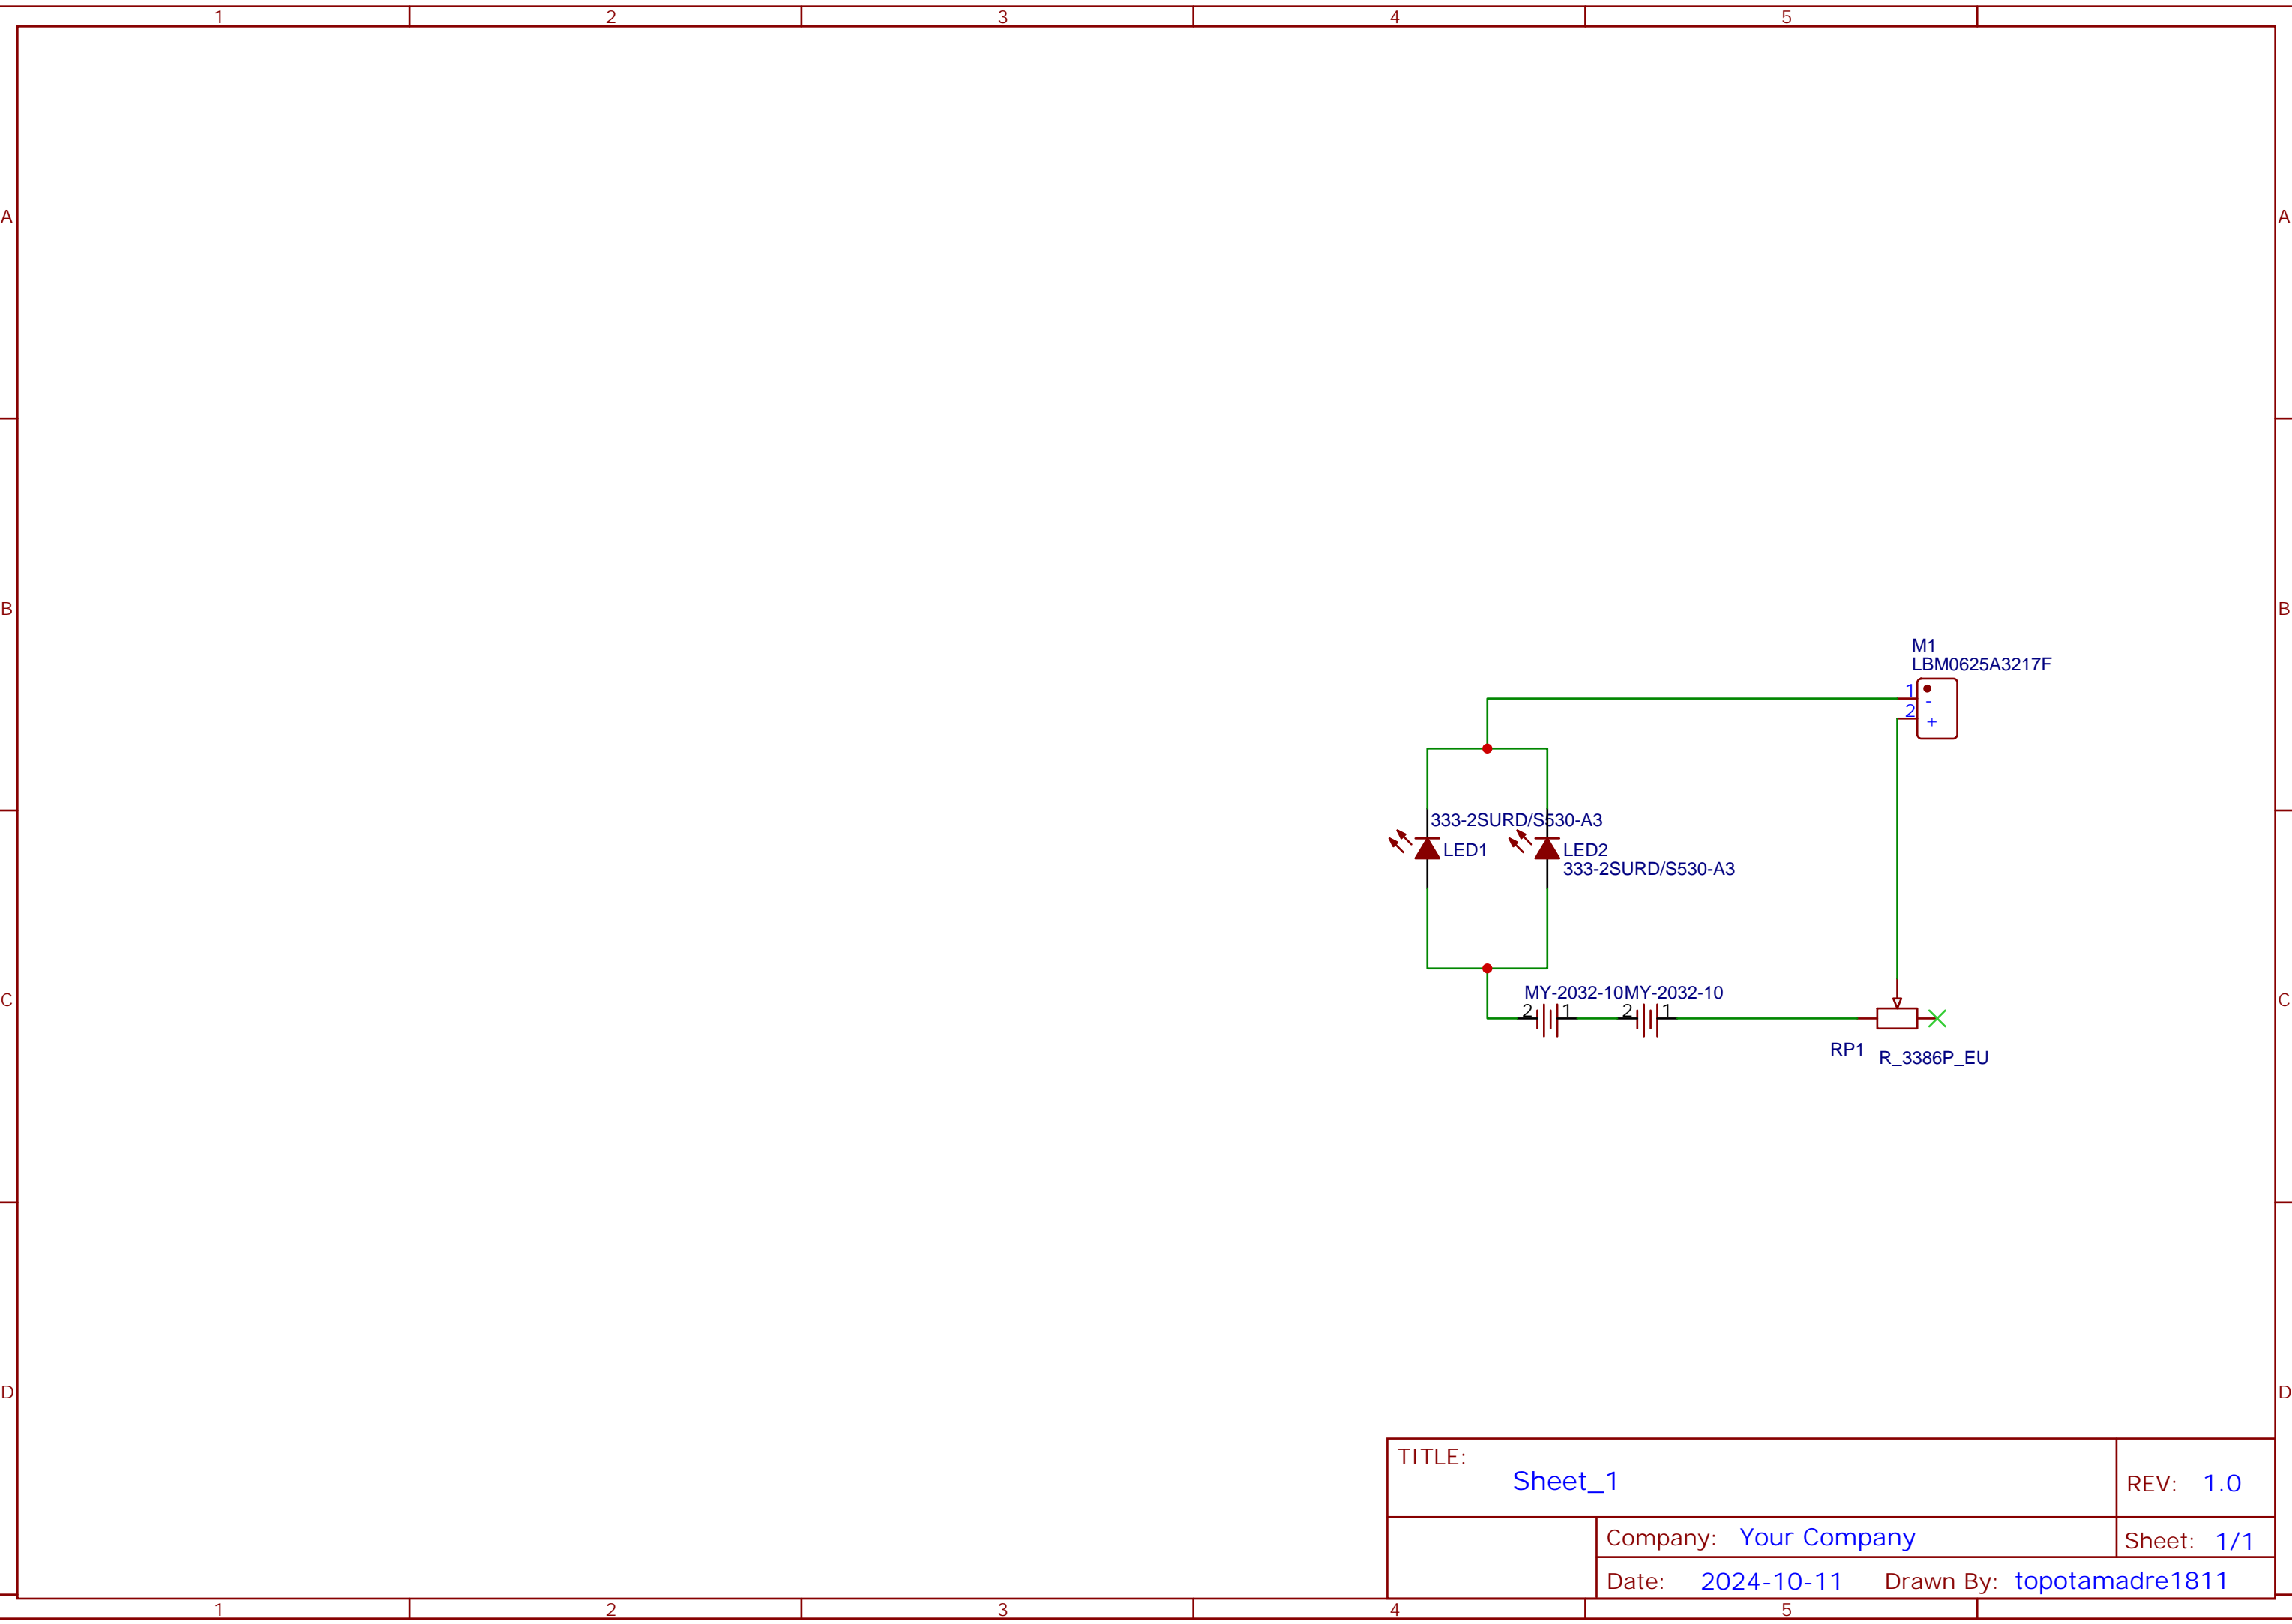 1 2 3 4 5
A A
B B
M1
LBM0625A3217F
1
-
2
+
333-2SURD/S530-A3
LED1 LED2
333-2SURD/S530-A3
C C
MY-2032-10 MY-2032-10
2 1 2 1
RP1 R_3386P_EU
D D
TITLE:
Sheet_1
REV: 1.0
Company: Your Company
Sheet: 1/1
Date: 2024-10-11 Drawn By: topotamadre1811
1 2 3 4 5